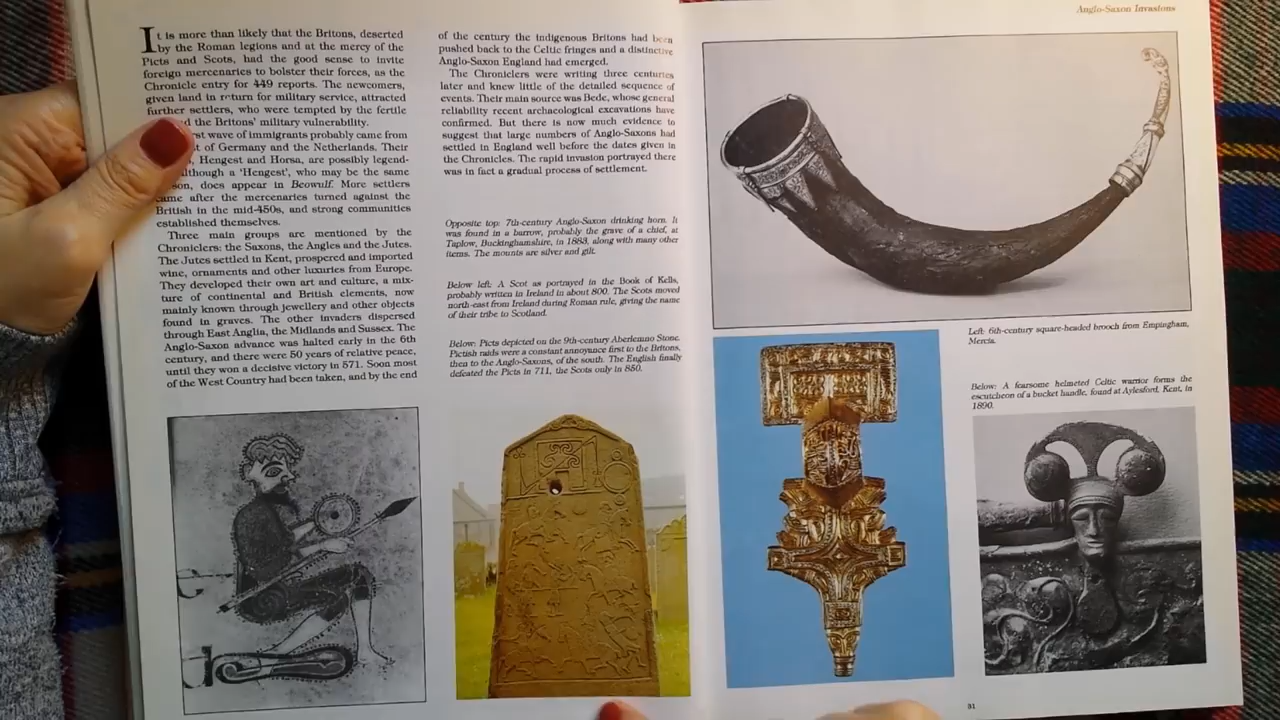 Anglo-Saxon Invasions
It is more than likely that the Britons, deserted
by the Roman legions and at the mercy of the
Picts and Scots, had the good sense to invite
foreign mercenaries to bolster their forces, as the
Chronicle entry for 449 reports. The newcomers,
given land in return for military service, attracted
further settlers, who were tempted by the fertile
the Britons' military vulnerability.
wave of immigrants probably came from
of Germany and the Netherlands. Their
Hengest and Horsa, are possibly legend-
although a 'Hengest', who may be the same
does appear in Beowulf. More settlers
came after the mercenaries turned against the
British in the mid-450s, and strong communities
established themselves.
Three main groups are mentioned by the
Chroniclers: the Saxons, the Angles and the Jutes.
The Jutes settled in Kent, prospered and imported
wine, ornaments and other luxuries from Europe.
They developed their own art and culture, a mix-
ture of continental and British elements, now
mainly known through jewellery and other objects
found in graves. The other invaders dispersed
through East Anglia, the Midlands and Sussex. The
Anglo-Saxon advance was halted early in the 6th
century, and there were 50 years of relative peace,
until they won a decisive victory in 571. Soon most
of the West Country had been taken, and by the end
of the century the indigenous Britons had been
pushed back to the Celtic fringes and a distinctive
Anglo-Saxon England had emerged.
The Chroniclers were writing three centuries
later and knew little of the detailed sequence of
events. Their main source was Bede, whose general
reliability recent archaeological excavations have
confirmed. But there is now much evidence to
suggest that large numbers of Anglo-Saxons had
settled in England well before the dates given in
the Chronicles. The rapid invasion portrayed there
was in fact a gradual process of settlement.
Opposite top: 7th-century Anglo-Saxon drinking horn. It
was found in a barrow, probably the grave of a chief, at
Taplow, Buckinghamshire, in 1883, along with many other
items. The mounts are silver and gilt.
Below left: A Scot as portrayed in the Book of Kells,
probably written in Ireland in about 800. The Scots moved
north-east from Ireland during Roman rule, giving the name
of their tribe to Scotland.
Below: Picts depicted on the 9th-century Aberlemno Stone.
Pictish raids were a constant annoyance first to the Britons,
then to the Anglo-Saxons, of the south. The English finally
defeated the Picts in 711, the Scots only in 850.
Left: 6th-century square-headed brooch from Empingham,
Mercia.
Below: A fearsome helmeted Celtic warrior forms the
escutcheon of a bucket handle, found at Aylesford, Kent, in
1890.
31